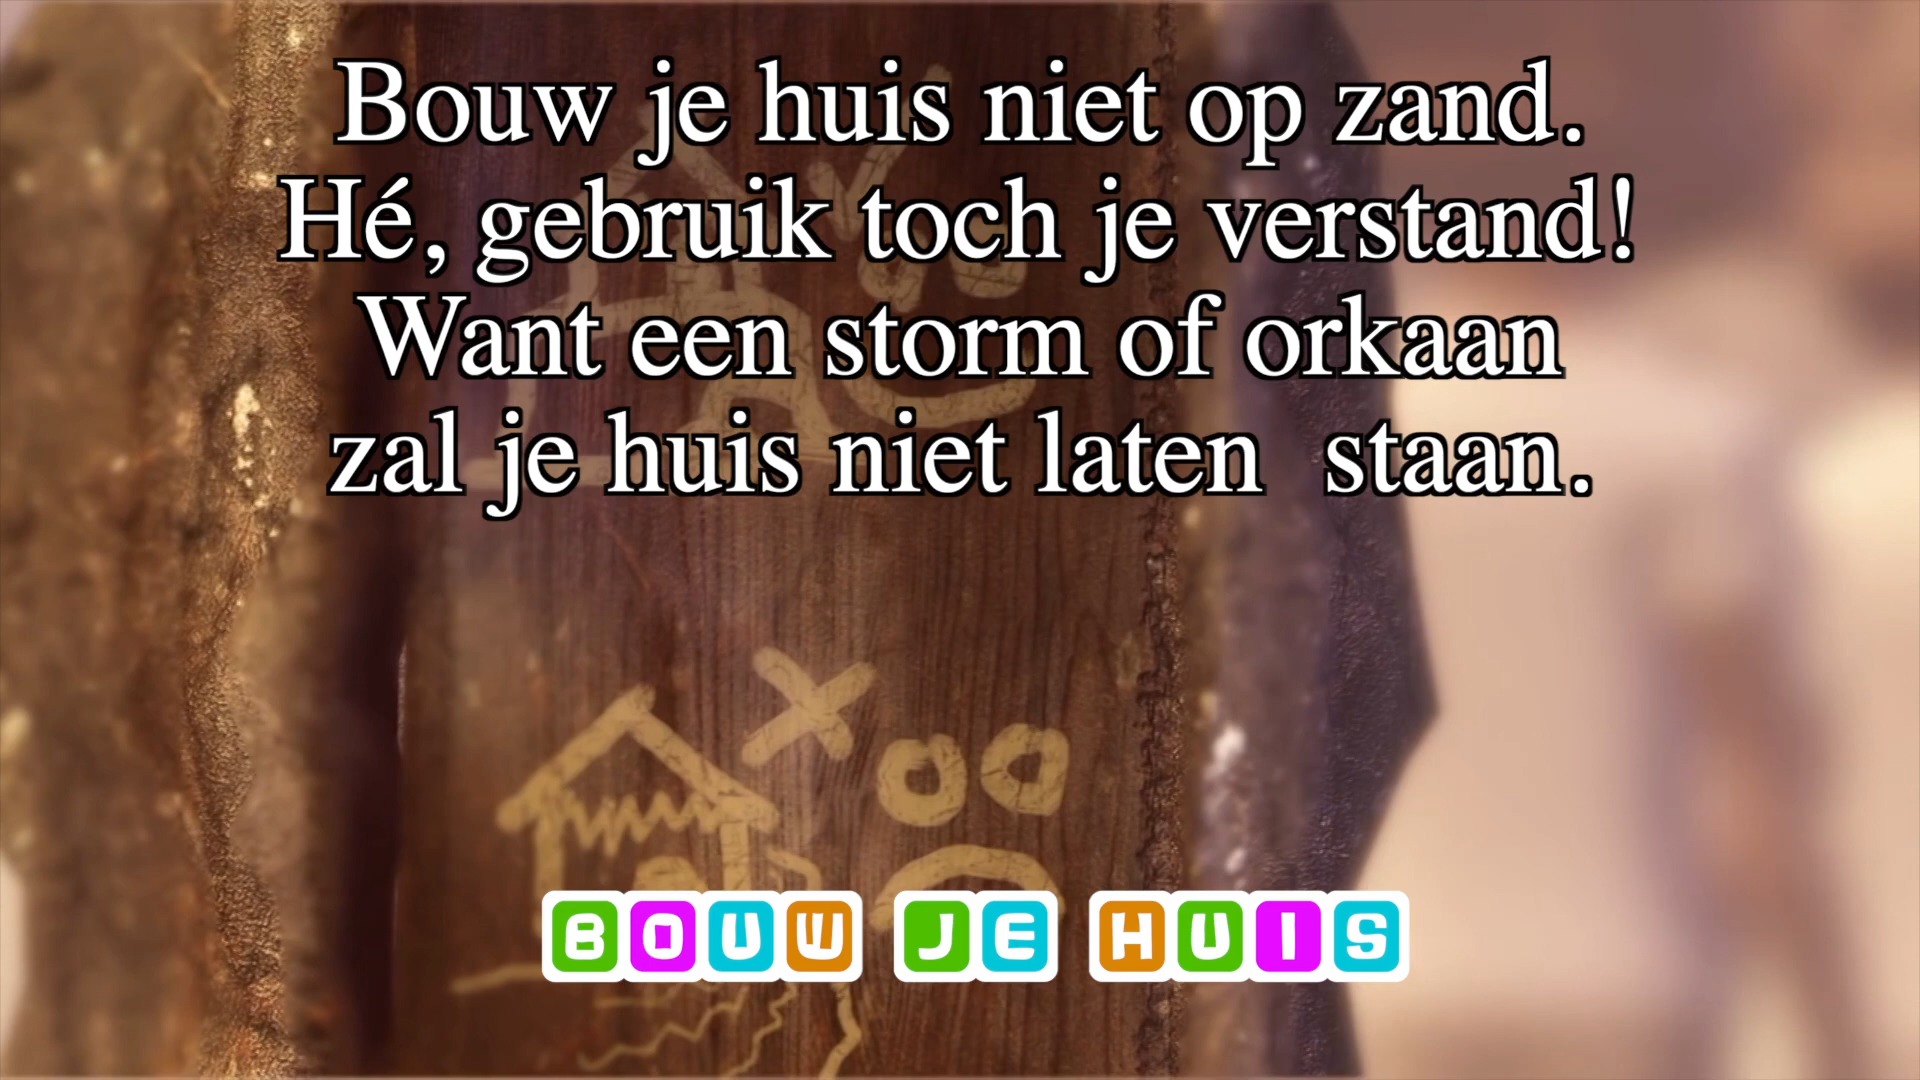 Bouw je huis niet op zand.
Hé, gebruik toch je verstand!
Want een storm of orkaan
zal je huis niet laten  staan.
BOUW JE HUIS